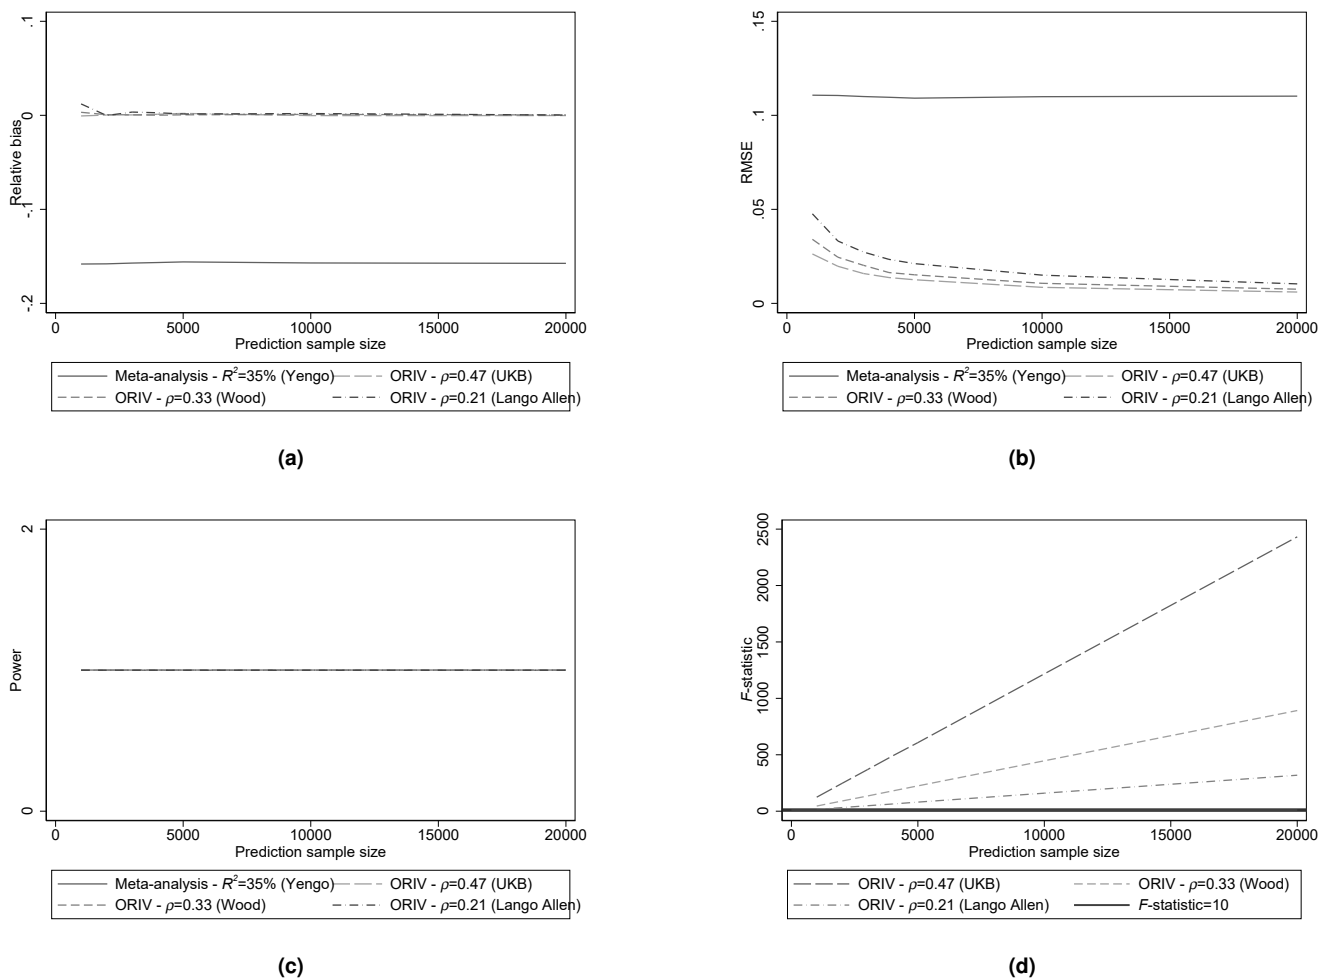 .1
0
-.1
-.2
Relative bias
0 5000 10000 15000 20000
Prediction sample size
Meta-analysis - R²=35% (Yengo) ORIV - ρ=0.47 (UKB)
ORIV - ρ=0.33 (Wood) ORIV - ρ=0.21 (Lango Allen)
(a)
.15
.1
.05
0
RMSE
0 5000 10000 15000 20000
Prediction sample size
Meta-analysis - R²=35% (Yengo) ORIV - ρ=0.47 (UKB)
ORIV - ρ=0.33 (Wood) ORIV - ρ=0.21 (Lango Allen)
(b)
2
0
Power
0 5000 10000 15000 20000
Prediction sample size
Meta-analysis - R²=35% (Yengo) ORIV - ρ=0.47 (UKB)
ORIV - ρ=0.33 (Wood) ORIV - ρ=0.21 (Lango Allen)
(c)
2500
2000
1500
1000
500
0
F-statistic
0 5000 10000 15000 20000
Prediction sample size
ORIV - ρ=0.47 (UKB) ORIV - ρ=0.33 (Wood)
ORIV - ρ=0.21 (Lango Allen) F-statistic=10
(d)